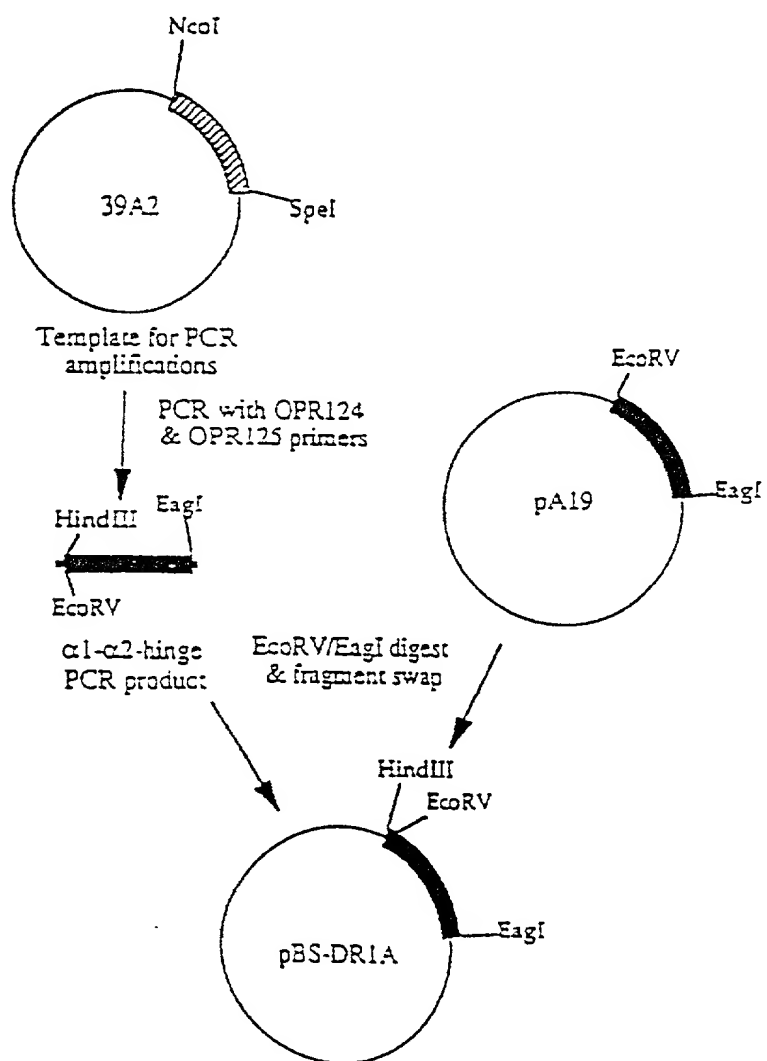 NcoI
39A2
SpeI
Template for PCR
amplifications
PCR with OPR124
& OPR125 primers
EcoRV
pA19
EagI
HindIII
EagI
EcoRV
α1-α2-hinge
PCR product
EcoRV/EagI digest
& fragment swap
HindIII
EcoRV
EagI
pBS-DR1A